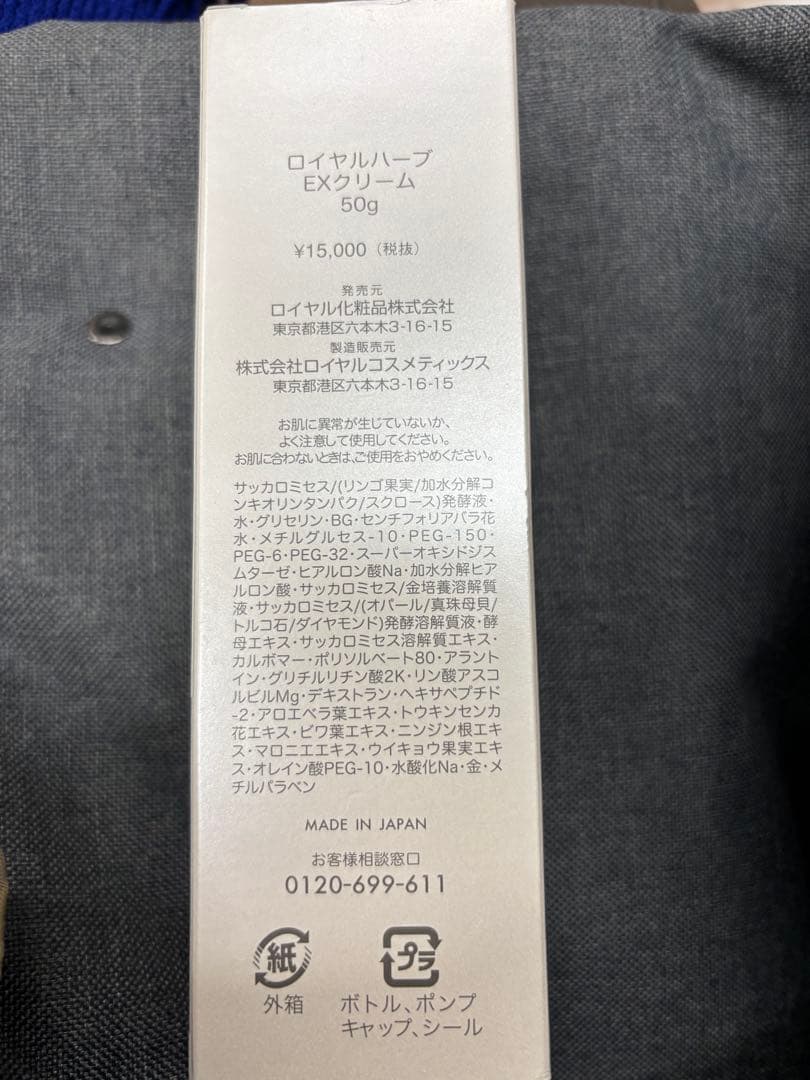 ロイヤルハーブ
EXクリーム
50g
¥15,000（税抜）
発売元
ロイヤル化粧品株式会社
東京都港区六本木3-16-15
製造販売元
株式会社ロイヤルコスメティックス
東京都港区六本木3-16-15
お肌に異常が生じていないか、
よく注意して使用してください。
お肌に合わないときは、ご使用をおやめください。
サッカロミセス/(リンゴ果実/加水分解コ
ンキオリンタンパク/スクロース)発酵液・
水・グリセリン・BG・センチフォリアバラ花
水・メチルグルセス-10・PEG-150・
PEG-6・PEG-32・スーパーオキシドジス
ムターゼ・ヒアルロン酸Na・加水分解ヒア
ルロン酸・サッカロミセス/金培養溶解質
液・サッカロミセス/(オパール/真珠母貝/
トルコ石/ダイヤモンド)発酵溶解質液・酵
母エキス・サッカロミセス溶解質エキス・
カルボマー・ポリソルベート80・アラント
イン・グリチルリチン酸2K・リン酸アスコ
ルビルMg・デキストラン・ヘキサペプチド
-2・アロエベラ葉エキス・トウキンセンカ
花エキス・ビワ葉エキス・ニンジン根エキ
ス・マロニエエキス・ウイキョウ果実エキ
ス・オレイン酸PEG-10・水酸化Na・金・メ
チルパラベン
MADE IN JAPAN
お客様相談窓口
0120-699-611
紙
プラ
外箱
ボトル、ポンプ
キャップ、シール